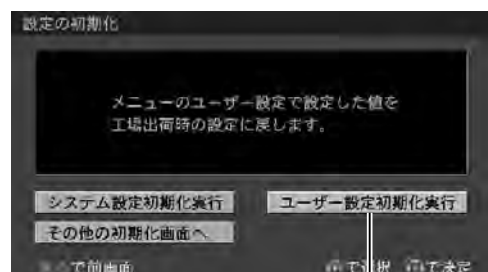 設定の初期化
メニューのユーザー設定で設定した値を
工場出荷時の設定に戻します。
システム設定初期化実行 ユーザー設定初期化実行
その他の初期化画面へ
で前画面 で選択 で決定